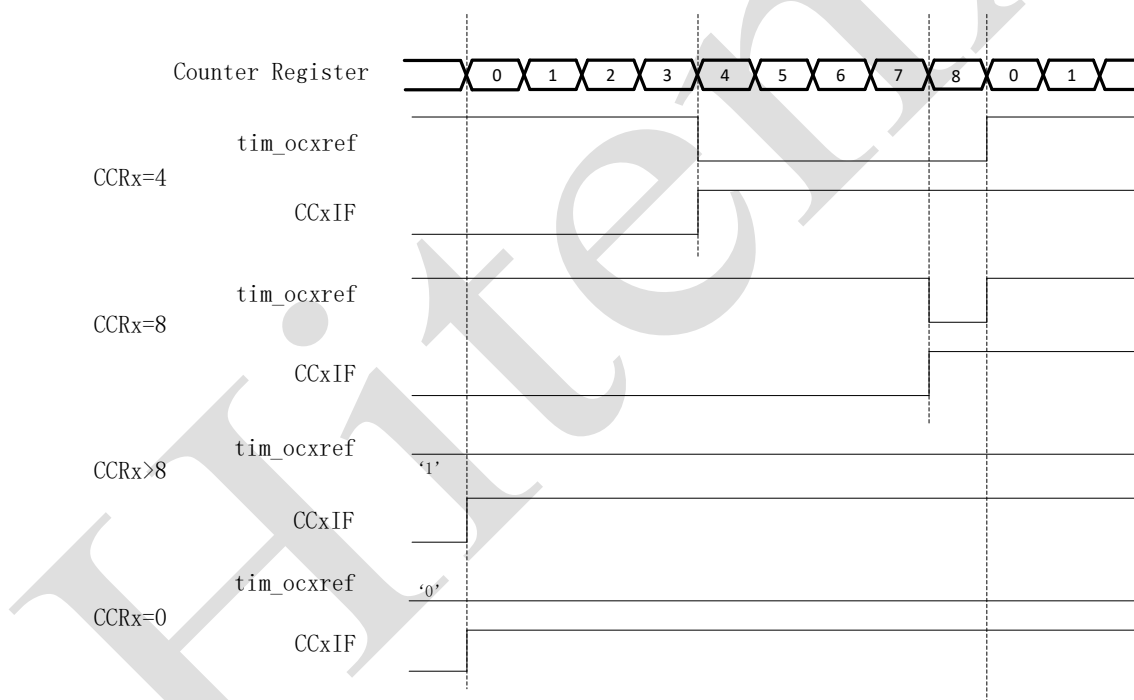 Counter Register 0 1 2 3 4 5 6 7 8 0 1
tim_ocxref
CCRx=4
CCxIF
tim_ocxref
CCRx=8
CCxIF
tim_ocxref
CCRx>8
‘1’
CCxIF
tim_ocxref ‘0’
CCRx=0
CCxIF